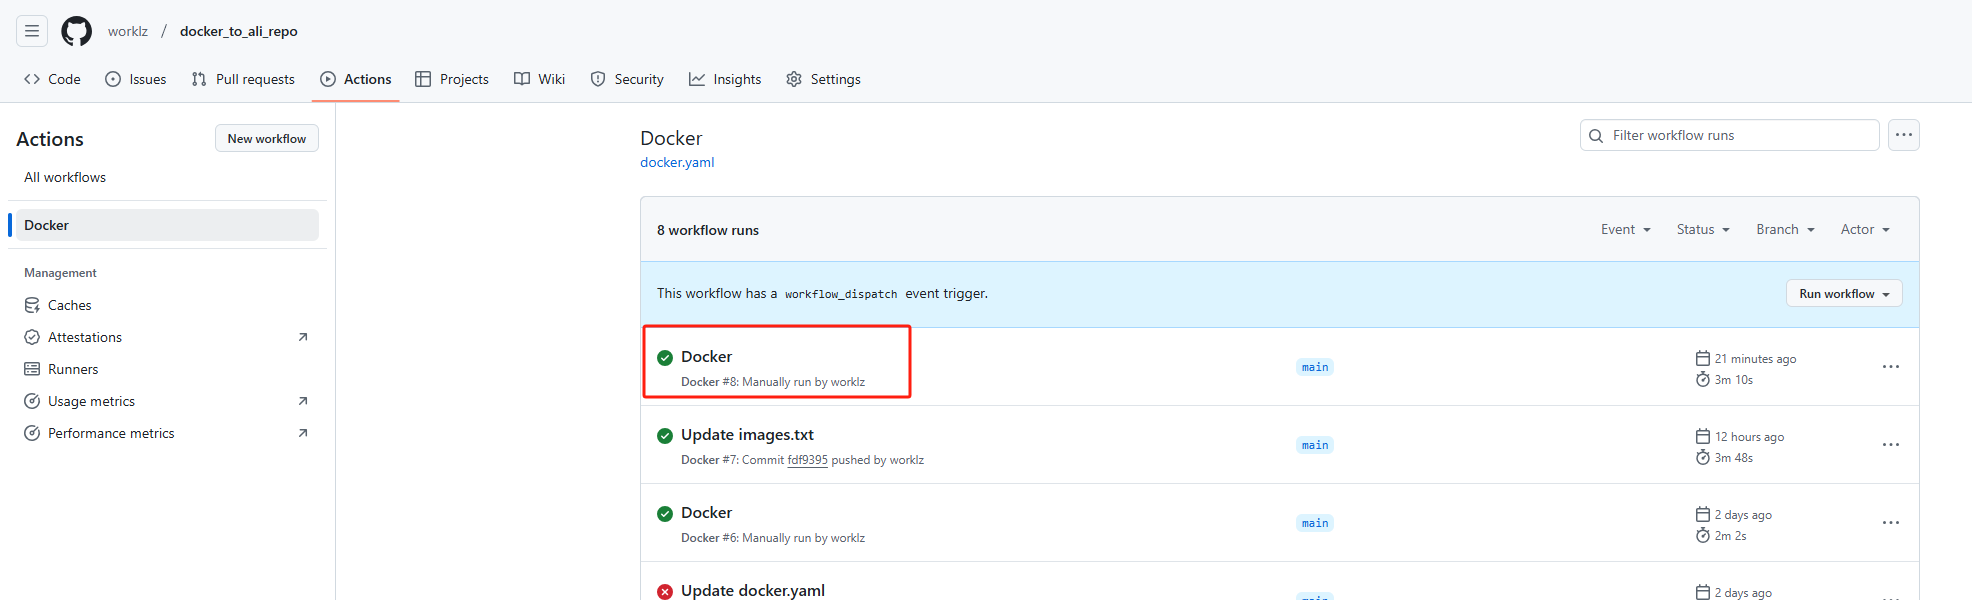 worklz / docker_to_ali_repo
Code Issues Pull requests Actions Projects Wiki Security Insights Settings
Actions
New workflow
All workflows
Docker
Management
Caches
Attestations
Runners
Usage metrics
Performance metrics
Docker
docker.yaml
Filter workflow runs
8 workflow runs
Event Status Branch Actor
This workflow has a workflow_dispatch event trigger.
Run workflow
Docker
Docker #8: Manually run by worklz
main
21 minutes ago
3m 10s
Update images.txt
Docker #7: Commit fdf9395 pushed by worklz
main
12 hours ago
3m 48s
Docker
Docker #6: Manually run by worklz
main
2 days ago
2m 2s
Update docker.yaml
main
2 days ago